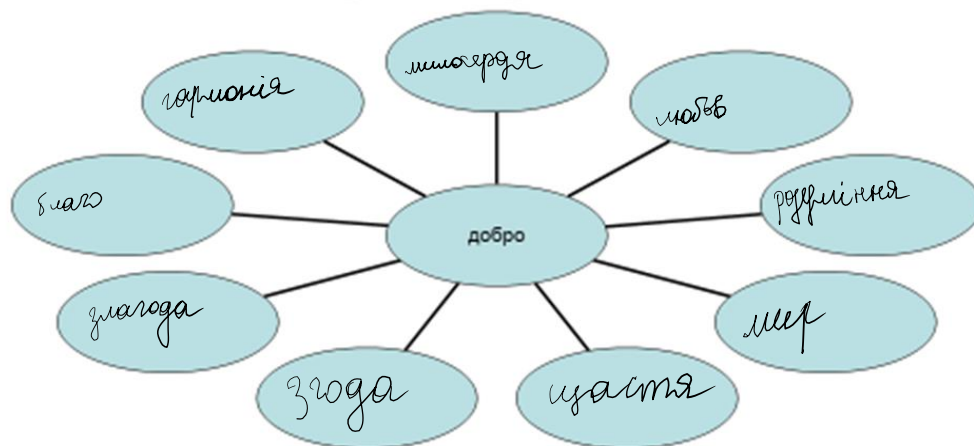 милосердя
гармонія
любов
благо
розуміння
добро
злагода
мир
згода
щастя